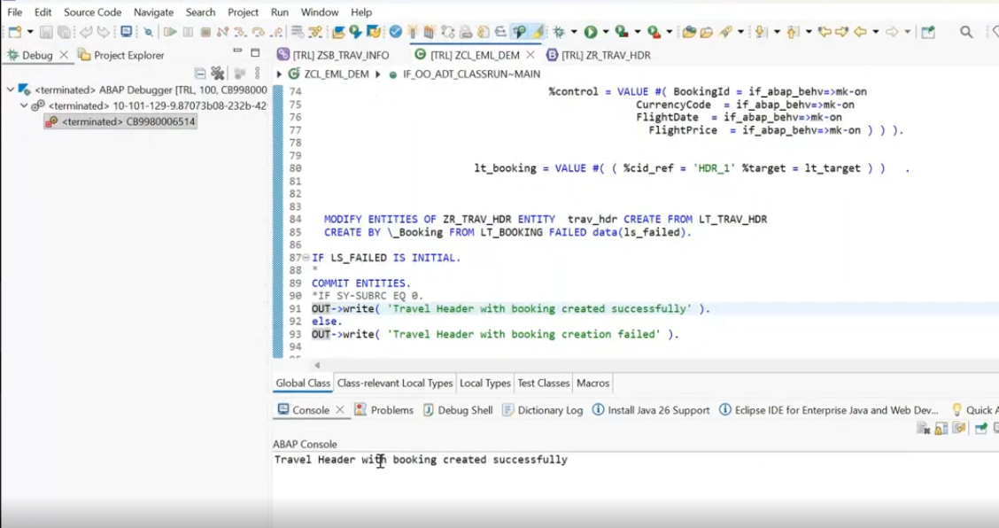 File Edit Source Code Navigate Search Project Run Window Help
Debug Project Explorer
[TRL] ZSB_TRAV_INFO [TRL] ZCL_EML_DEM [TRL] ZR_TRAV_HDR
ZCL_EML_DEM IF_OO_ADT_CLASSRUN~MAIN
<terminated> ABAP Debugger [TRL, 100, CB998000
<terminated> 10-101-129-9.87073b08-232b-42
<terminated> CB9980006514
74 %control = VALUE #( BookingId = if_abap_behv=>mk-on
75 CurrencyCode = if_abap_behv=>mk-on
76 FlightDate = if_abap_behv=>mk-on
77 FlightPrice = if_abap_behv=>mk-on ) ) ).
78
79
80 lt_booking = VALUE #( ( %cid_ref = 'HDR_1' %target = lt_target ) ) .
81
82
83
84 MODIFY ENTITIES OF ZR_TRAV_HDR ENTITY trav_hdr CREATE FROM LT_TRAV_HDR
85 CREATE BY \_Booking FROM LT_BOOKING FAILED data(ls_failed).
86
87 IF LS_FAILED IS INITIAL.
88 *
89 COMMIT ENTITIES.
90 *IF SY-SUBRC EQ 0.
91 OUT->write( 'Travel Header with booking created successfully' ).
92 else.
93 OUT->write( 'Travel Header with booking creation failed' ).
94
Global Class Class-relevant Local Types Local Types Test Classes Macros
Console Problems Debug Shell Dictionary Log Install Java 26 Support Eclipse IDE for Enterprise Java and Web Dev... Quick A
ABAP Console
Travel Header with booking created successfully